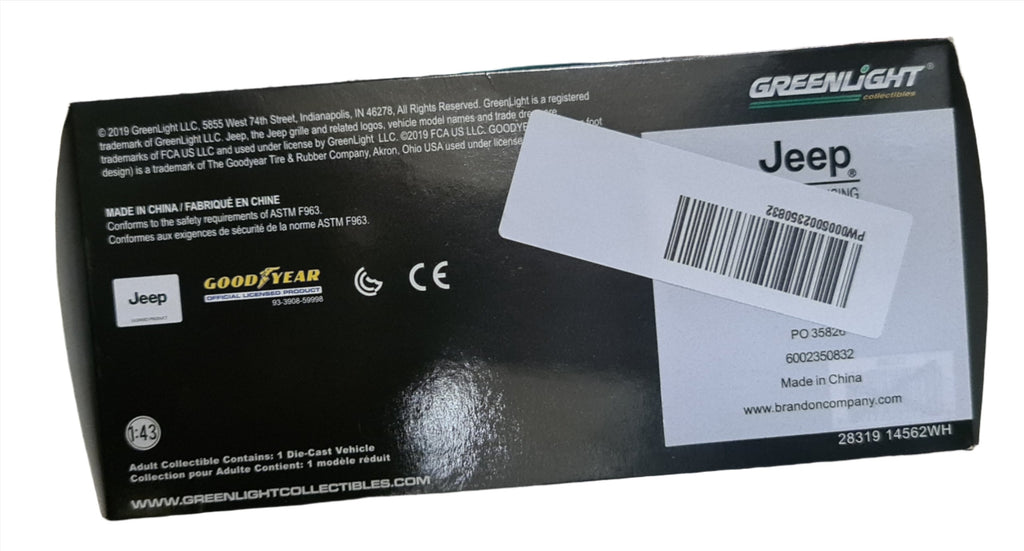 GREENLiGHT®
collectibles
© 2019 GreenLight LLC, 5855 West 74th Street, Indianapolis, IN 46278, All Rights Reserved. GreenLight is a registered
trademark of GreenLight LLC. Jeep, the Jeep grille and related logos, vehicle model names and trade
trademarks of FCA US LLC and used under license by GreenLight LLC. ©2019 FCA US LLC. foot
design) is a trademark of The Goodyear Tire & Rubber Company, Akron, Ohio USA used under license
MADE IN CHINA / FABRIQUÉ EN CHINE
Conforms to the safety requirements of ASTM F963.
Conformes aux exigences de sécurité de la norme ASTM F963.
Jeep
LICENSED PRODUCT
GOODYEAR
OFFICIAL LICENSED PRODUCT
93-3908-59998
CE
1:43
Adult Collectible Contains: 1 Die-Cast Vehicle
Collection pour Adulte Contient: 1 modèle réduit
WWW.GREENLIGHTCOLLECTIBLES.COM
Jeep®
PW0005002350832
PO 35826
6002350832
Made in China
www.brandoncompany.com
28319 14562WH